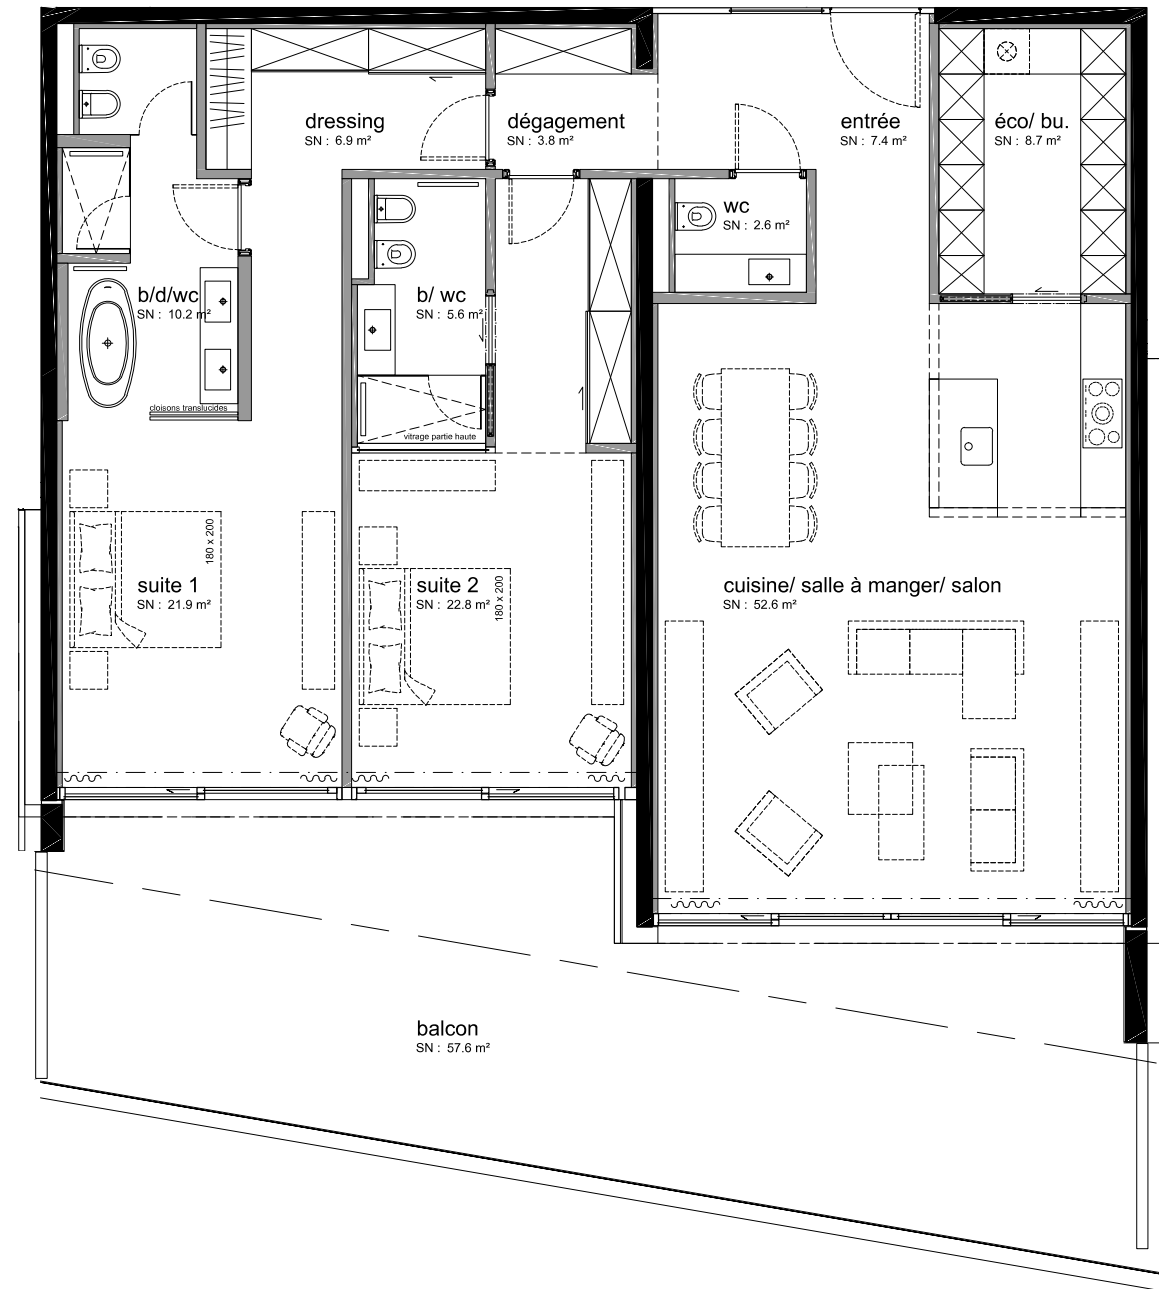 dressing
SN : 6.9 m²
dégagement
SN : 3.8 m²
entrée
SN : 7.4 m²
éco/ bu.
SN : 8.7 m²
wc
SN : 2.6 m²
b/d/wc
SN : 10.2 m²
b/ wc
SN : 5.6 m²
cloisons translucides
vitrage partie haute
180 x 200
suite 1
SN : 21.9 m²
180 x 200
suite 2
SN : 22.8 m²
cuisine/ salle à manger/ salon
SN : 52.6 m²
balcon
SN : 57.6 m²